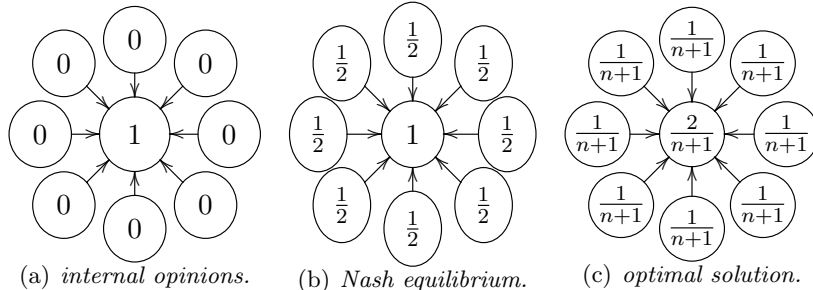 0 0 0 0 1 0 0 0 0
1/2 1/2 1/2 1/2 1 1/2 1/2 1/2 1/2
1/(n+1) 1/(n+1) 1/(n+1) 1/(n+1) 2/(n+1) 1/(n+1) 1/(n+1) 1/(n+1) 1/(n+1)
(a) internal opinions.
(b) Nash equilibrium.
(c) optimal solution.